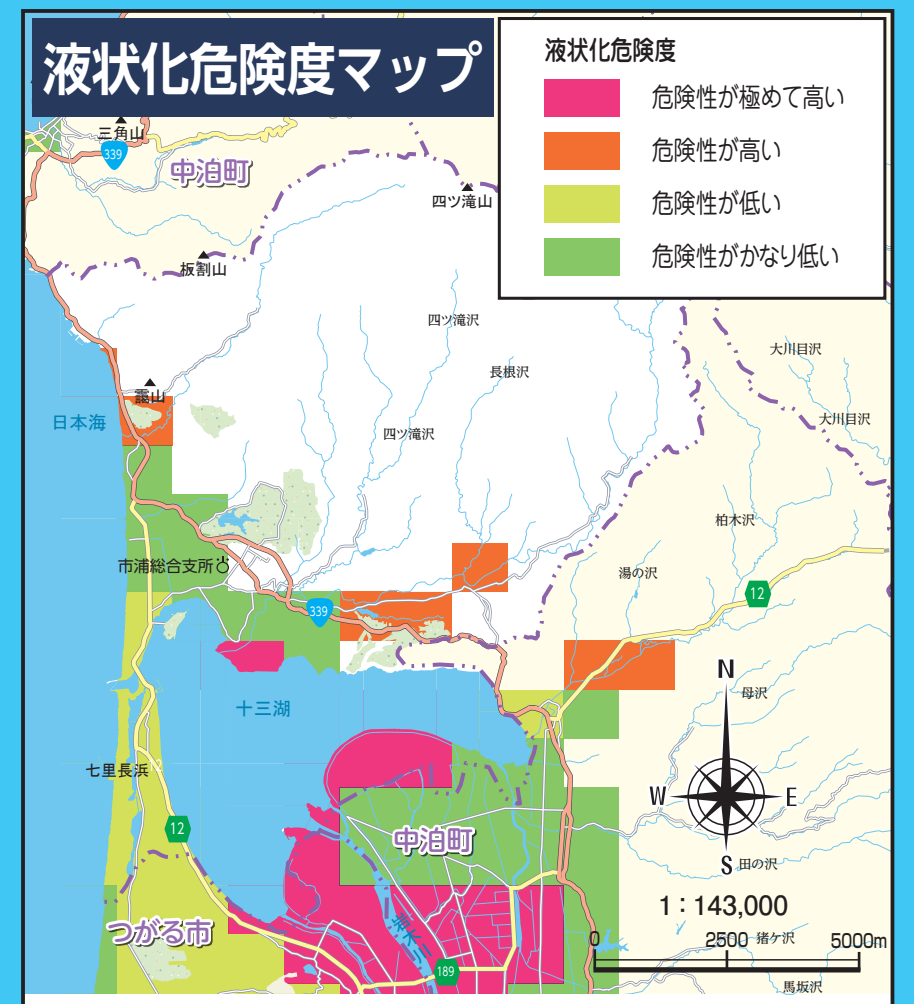 液状化危険度マップ
液状化危険度
危険性が極めて高い
危険性が高い
危険性が低い
危険性がかなり低い
三角山
339
中泊町
四ツ滝山
板割山
四ツ滝沢
大川目沢
長根沢
靄山
日本海
大川目沢
四ツ滝沢
柏木沢
市浦総合支所
湯の沢
12
339
N
母沢
十三湖
七里長浜
W
E
12
中泊町
S
田の沢
1：143,000
つがる市
岩木川
0
2500
猪ケ沢
5000m
189
馬坂沢